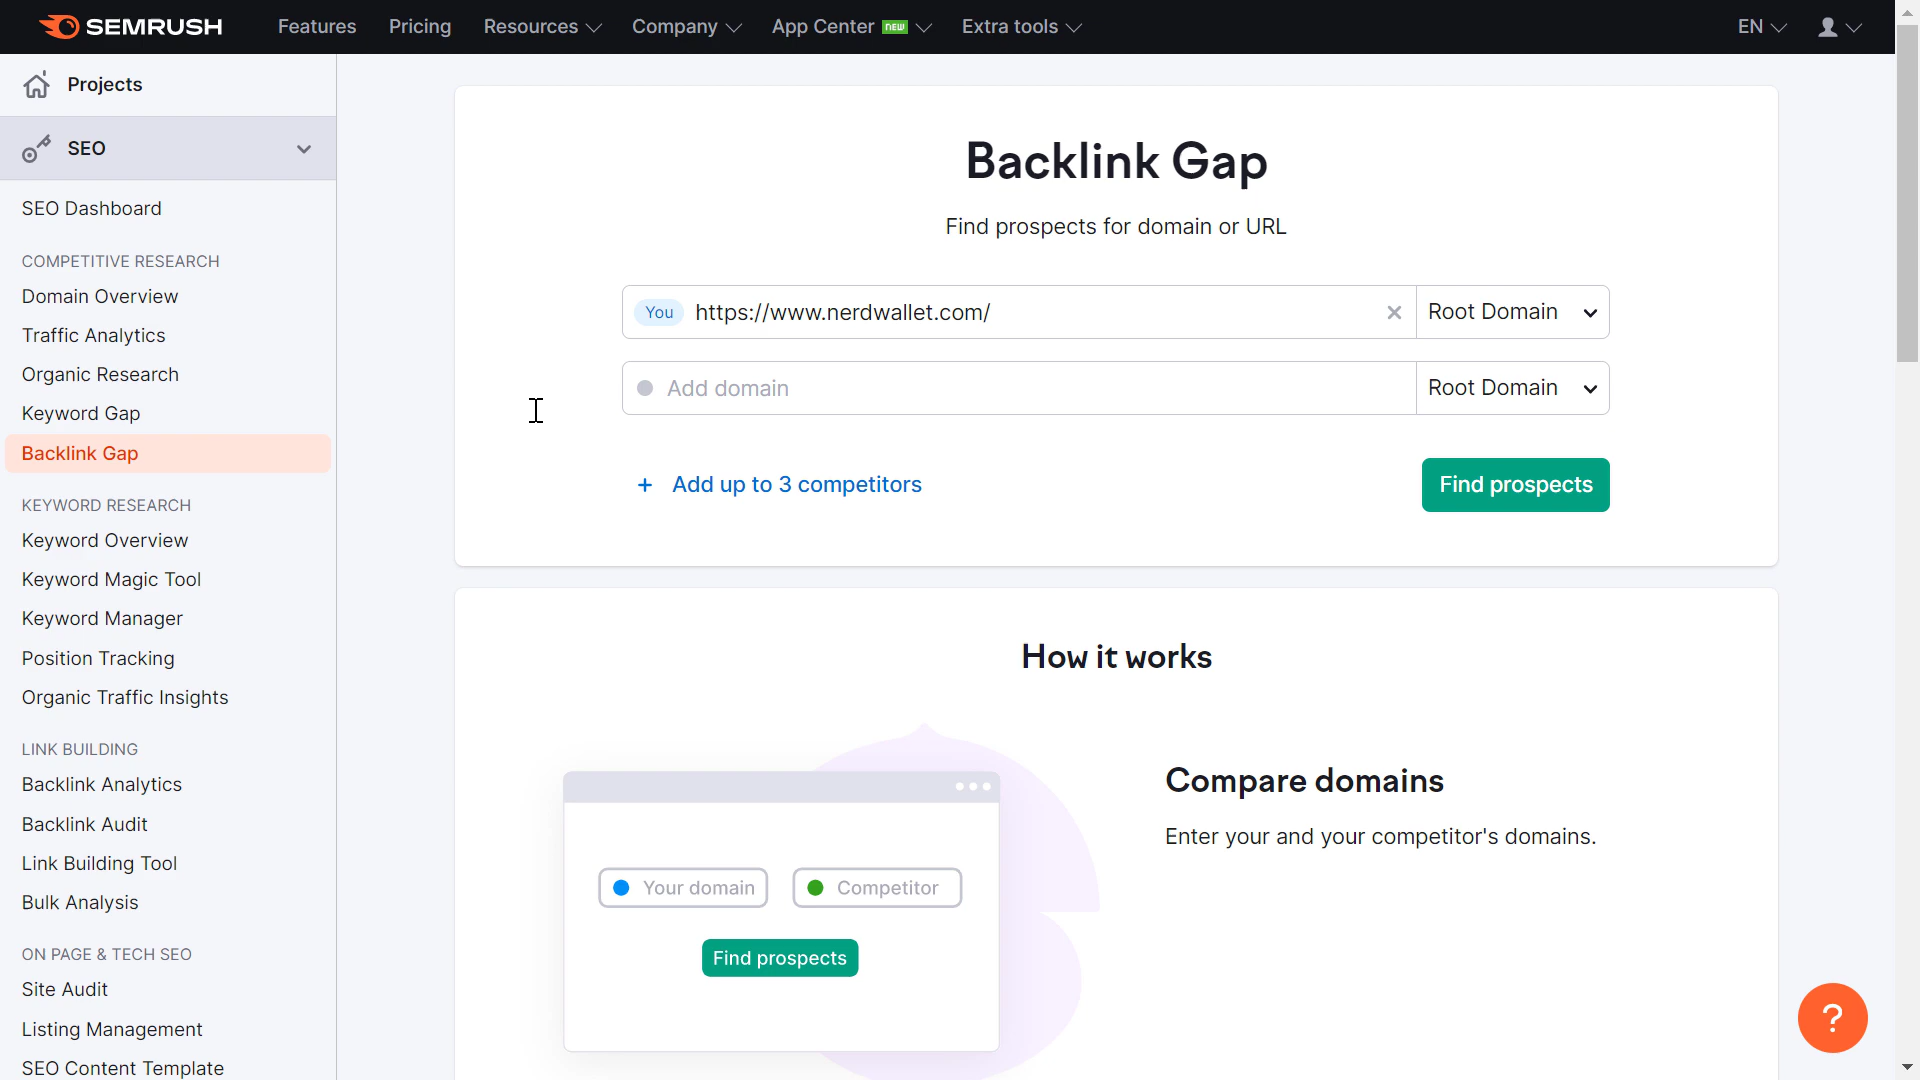 SEMRUSH
Features
Pricing
Resources
Company
App Center NEW
Extra tools
EN
Projects
SEO
SEO Dashboard
COMPETITIVE RESEARCH
Domain Overview
Traffic Analytics
Organic Research
Keyword Gap
Backlink Gap
KEYWORD RESEARCH
Keyword Overview
Keyword Magic Tool
Keyword Manager
Position Tracking
Organic Traffic Insights
LINK BUILDING
Backlink Analytics
Backlink Audit
Link Building Tool
Bulk Analysis
ON PAGE & TECH SEO
Site Audit
Listing Management
SEO Content Template
Backlink Gap
Find prospects for domain or URL
You https://www.nerdwallet.com/
Root Domain
Add domain
Root Domain
+ Add up to 3 competitors
Find prospects
How it works
Your domain
Competitor
Find prospects
Compare domains
Enter your and your competitor's domains.
?